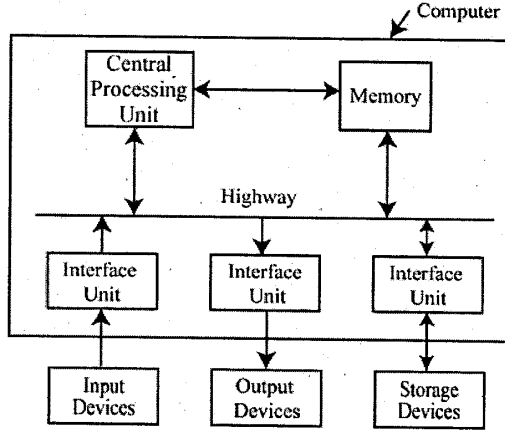 Computer
Central
Processing
Unit
Memory
Highway
Interface
Unit
Interface
Unit
Interface
Unit
Input
Devices
Output
Devices
Storage
Devices